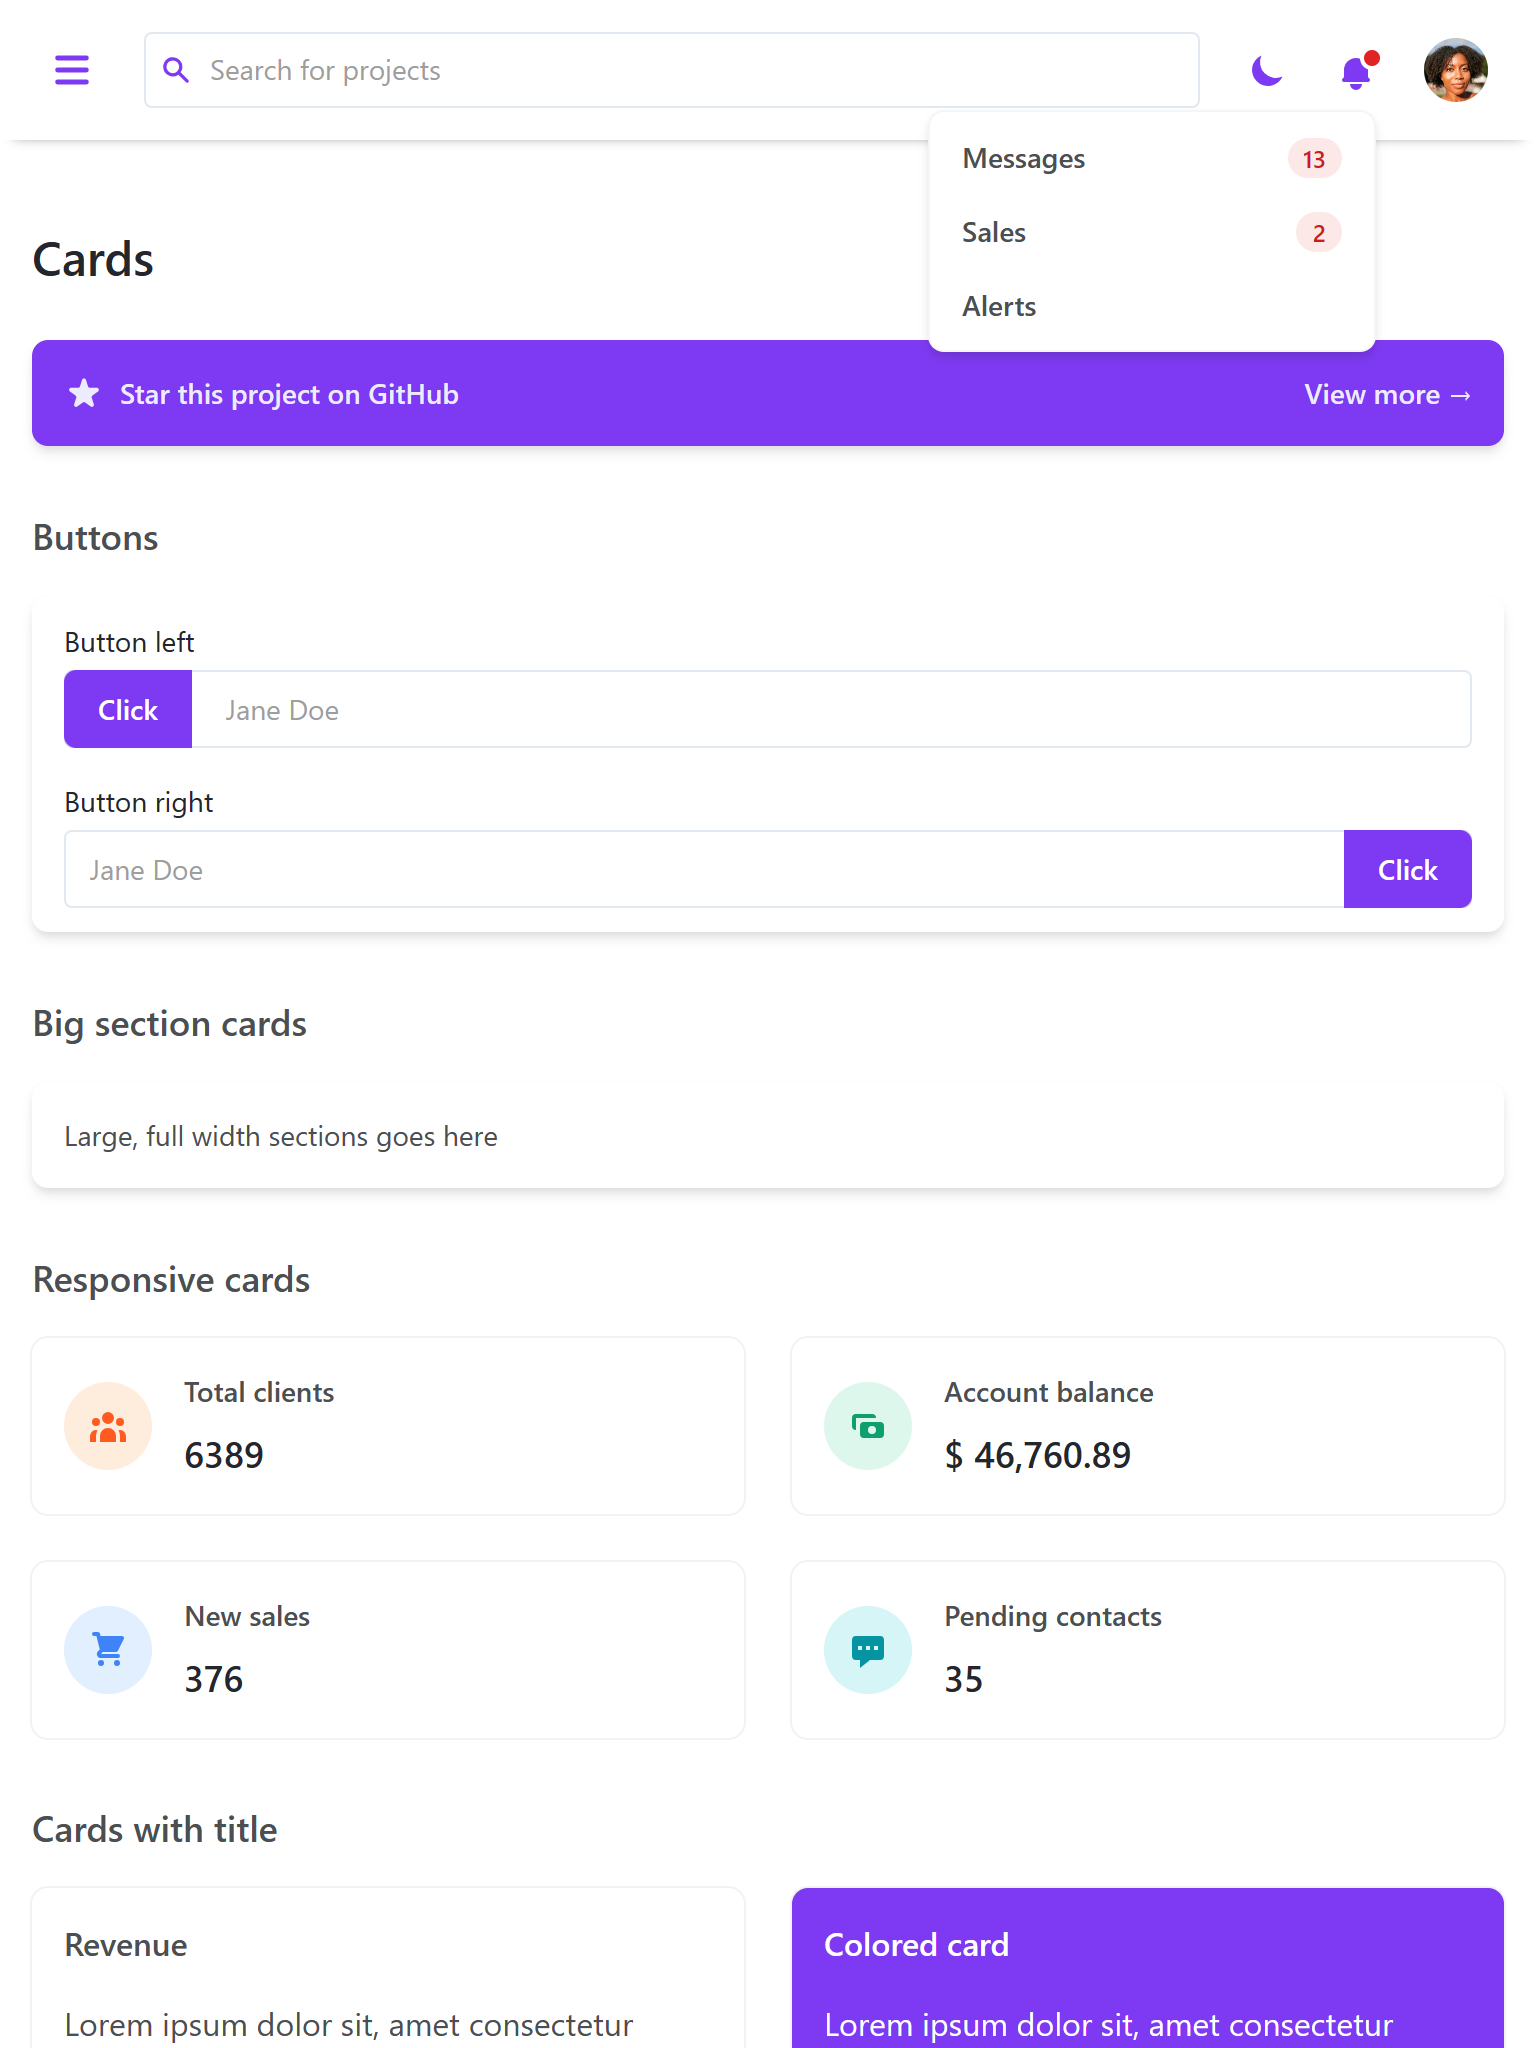 Search for projects
Messages 13
Sales 2
Alerts
Cards
Star this project on GitHub
View more →
Buttons
Button left
Click
Jane Doe
Button right
Jane Doe
Click
Big section cards
Large, full width sections goes here
Responsive cards
Total clients
6389
Account balance
$ 46,760.89
New sales
376
Pending contacts
35
Cards with title
Revenue
Lorem ipsum dolor sit, amet consectetur
Colored card
Lorem ipsum dolor sit, amet consectetur